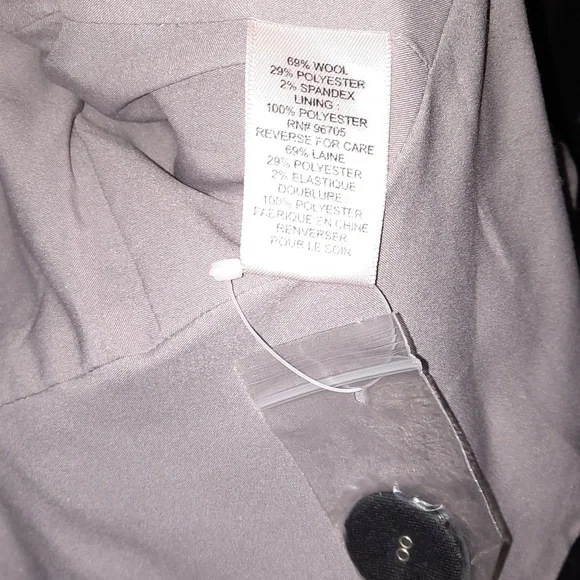 69% WOOL
29% POLYESTER
2% SPANDEX
LINING :
100% POLYESTER
RN# 96705
REVERSE FOR CARE
69% LAINE
29% POLYESTER
2% ELASTIQUE
DOUBLURE
100% POLYESTER
FABRIQUE EN CHINE
RENVERSER
POUR LE SOIN